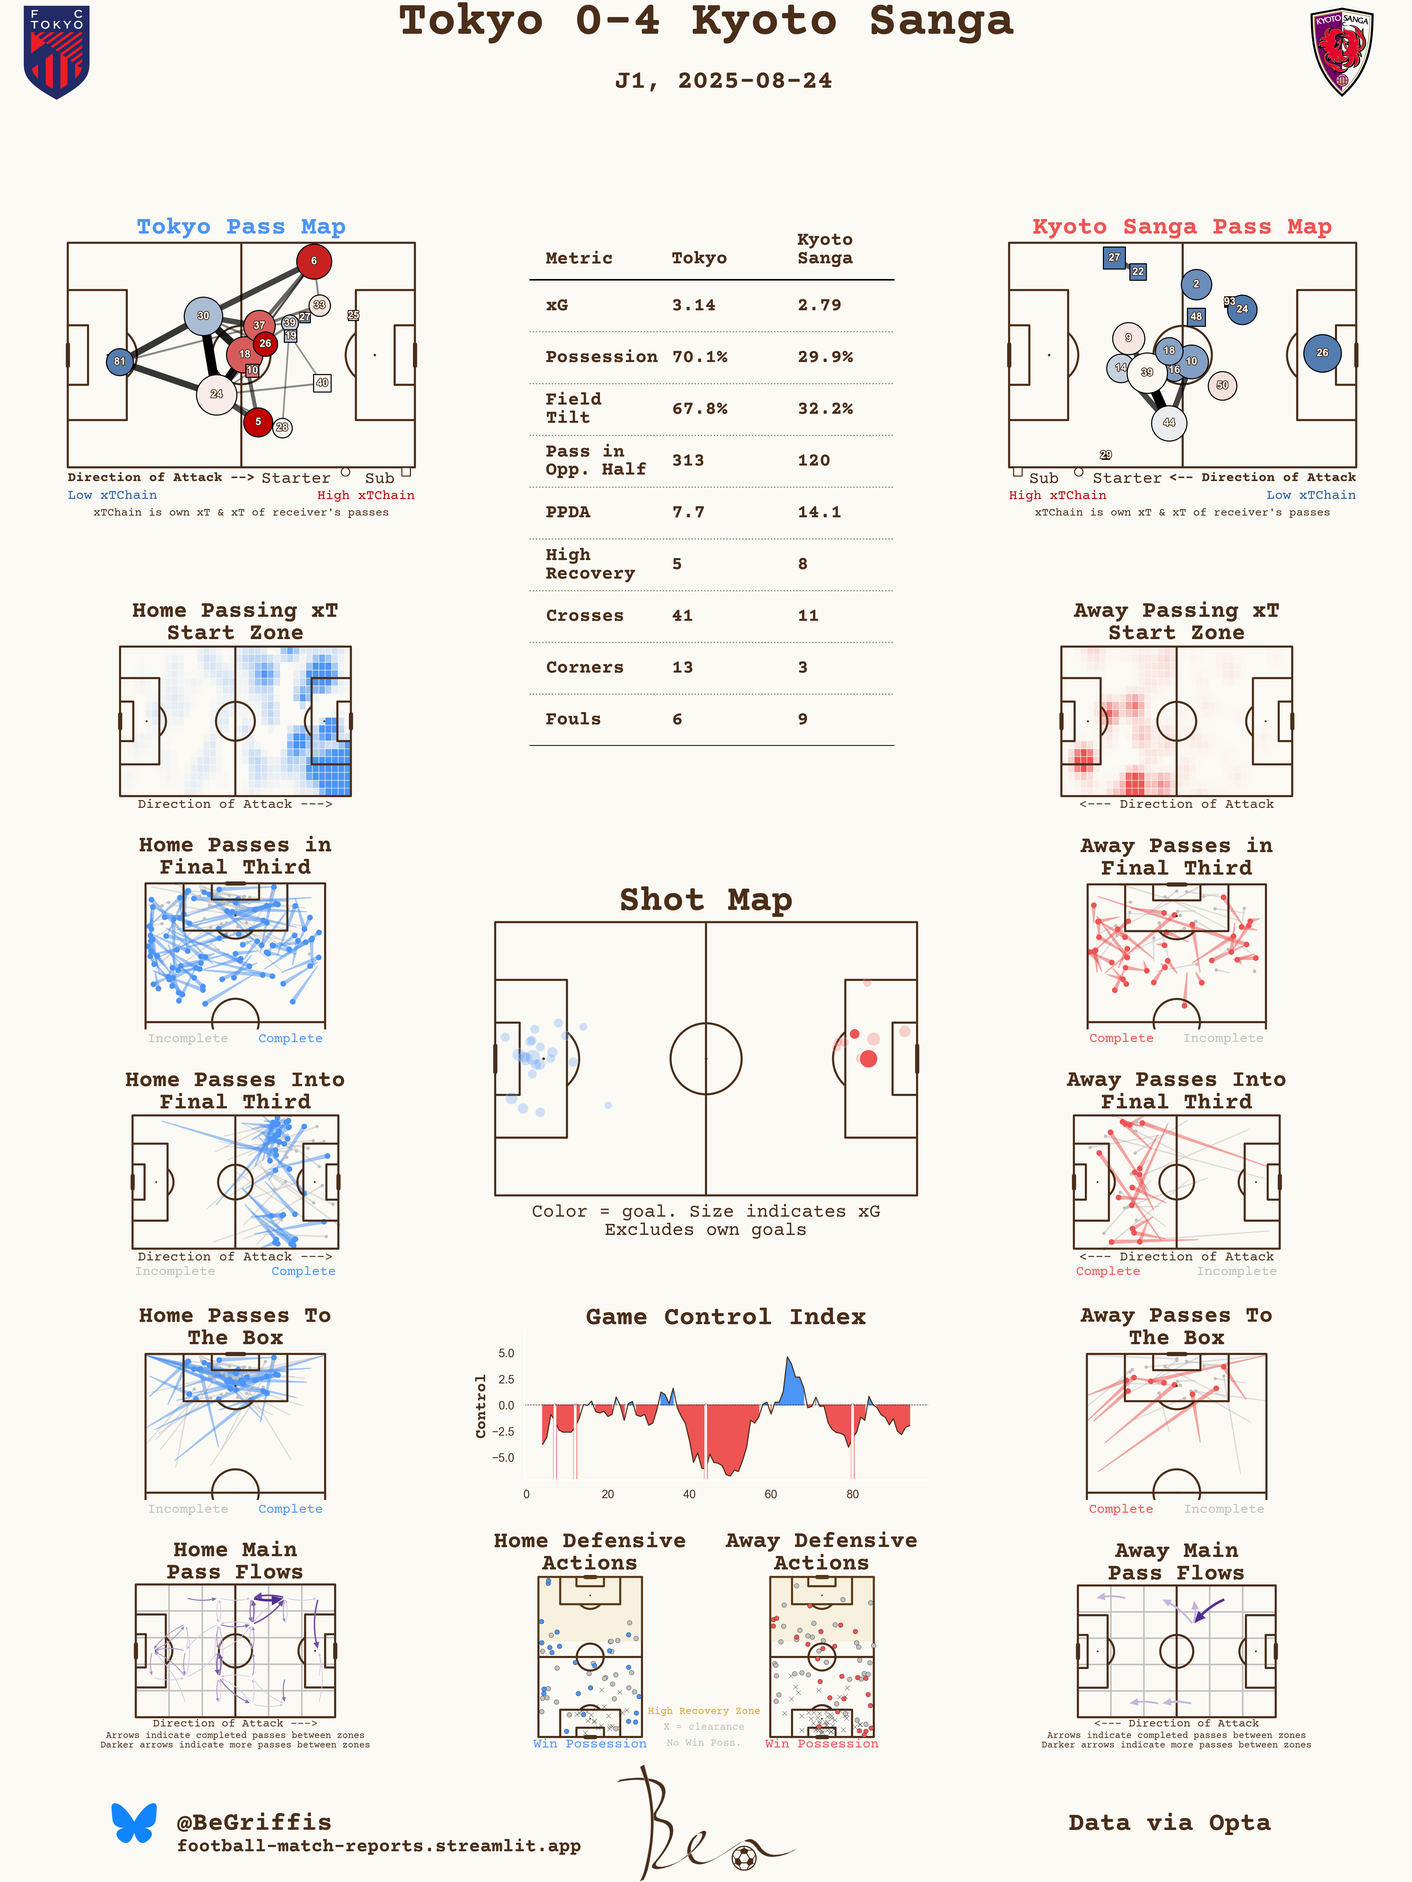 Tokyo 0-4 Kyoto Sanga
J1, 2025-08-24
F C
TOKYO
KYOTO SANGA
Tokyo Pass Map
6
33
30
37
39
27
25
19
26
18
81
10
40
24
5
28
Direction of Attack --> Starter Sub
Low xTChain High xTChain
xTChain is own xT & xT of receiver's passes
Metric Tokyo Kyoto
Sanga
xG 3.14 2.79
Possession 70.1% 29.9%
Field
Tilt 67.8% 32.2%
Pass in
Opp. Half 313 120
PPDA 7.7 14.1
High
Recovery 5 8
Crosses 41 11
Corners 13 3
Fouls 6 9
Kyoto Sanga Pass Map
27
22
2
93
24
48
9
18
26
14
39
16
10
50
44
29
Sub Starter <-- Direction of Attack
High xTChain Low xTChain
xTChain is own xT & xT of receiver's passes
Home Passing xT
Start Zone
Direction of Attack --->
Away Passing xT
Start Zone
<--- Direction of Attack
Home Passes in
Final Third
Incomplete Complete
Away Passes in
Final Third
Complete Incomplete
Shot Map
Color = goal. Size indicates xG
Excludes own goals
Home Passes Into
Final Third
Direction of Attack --->
Incomplete Complete
Away Passes Into
Final Third
<--- Direction of Attack
Complete Incomplete
Home Passes To
The Box
Incomplete Complete
Game Control Index
Control
5.0
2.5
0.0
−2.5
−5.0
0 20 40 60 80
Away Passes To
The Box
Complete Incomplete
Home Main
Pass Flows
Direction of Attack --->
Arrows indicate completed passes between zones
Darker arrows indicate more passes between zones
Home Defensive
Actions
Win Possession
High Recovery Zone
X = clearance
No Win Poss.
Away Defensive
Actions
Win Possession
Away Main
Pass Flows
<--- Direction of Attack
Arrows indicate completed passes between zones
Darker arrows indicate more passes between zones
@BeGriffis
football-match-reports.streamlit.app
Ben
Data via Opta